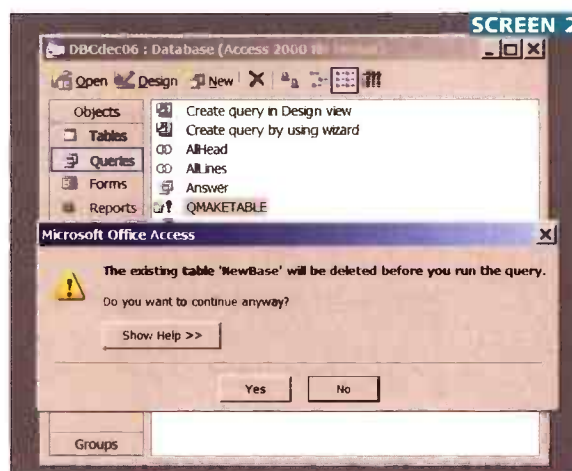 SCREEN 2
DBCdec06 : Database (Access 2000
Open Design New
Objects
Tables
Queries
Forms
Reports
Groups
Create query in Design view
Create query by using wizard
AllHead
AllLines
Answer
QMAKETABLE
Microsoft Office Access
The existing table 'NewBase' will be deleted before you run the query.
Do you want to continue anyway?
Show Help >>
Yes No